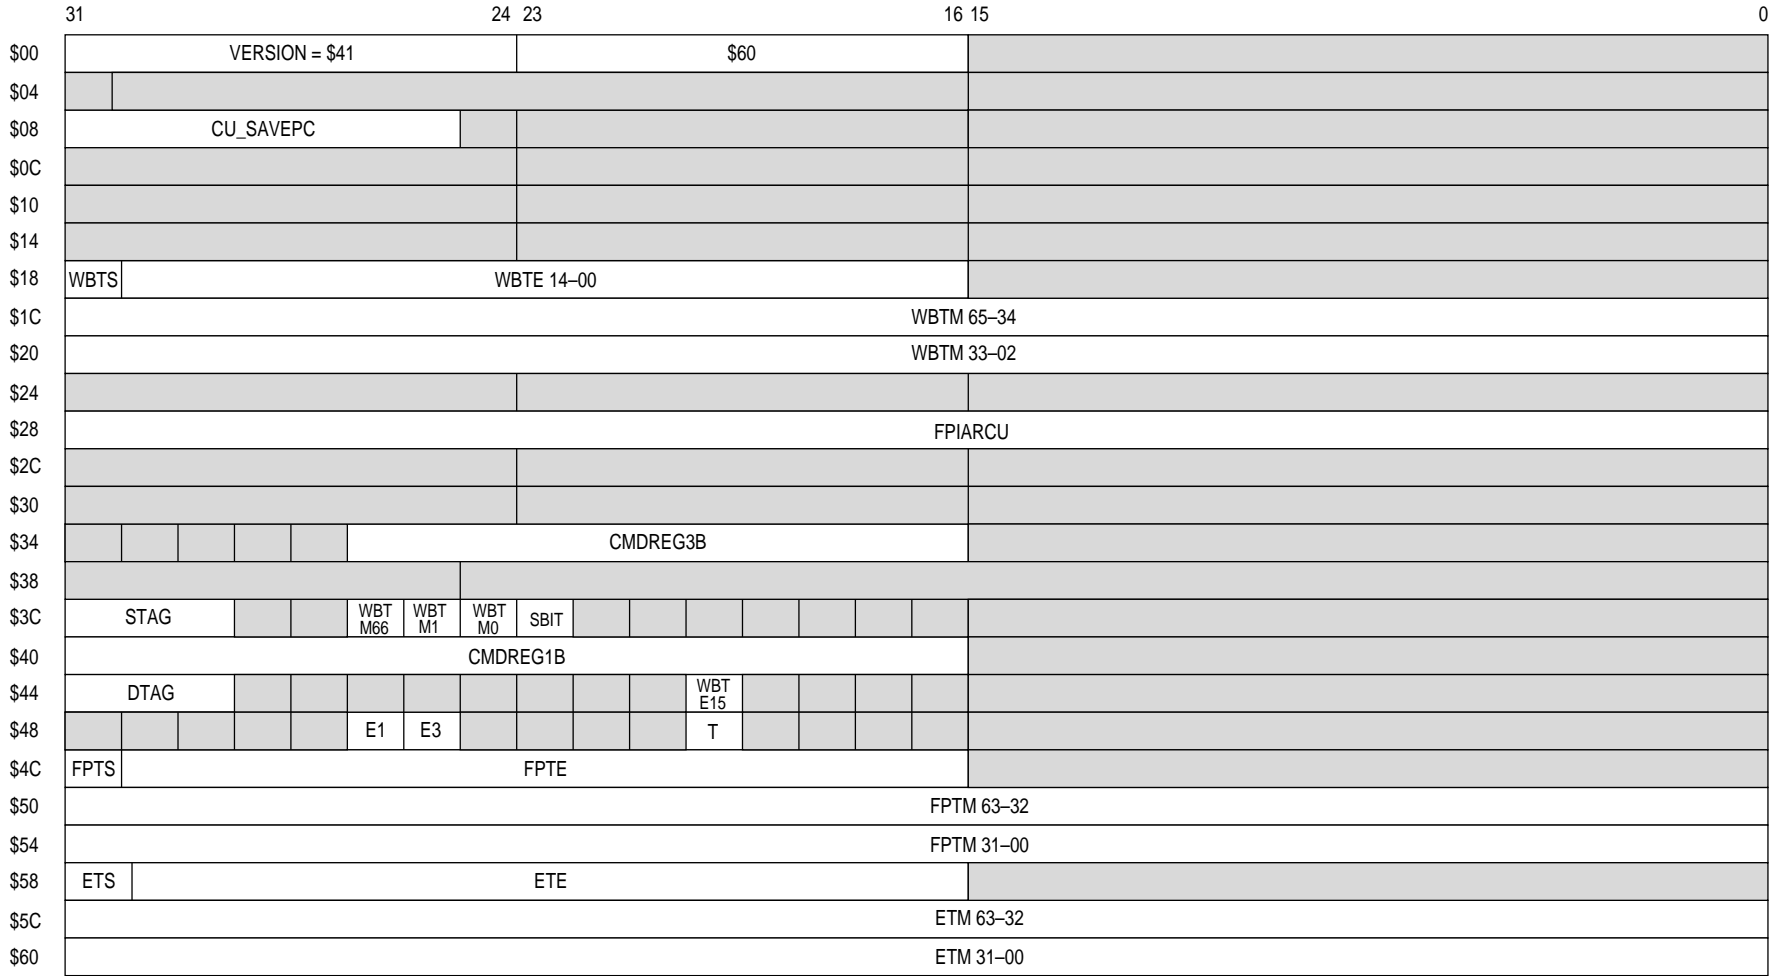 31 24 23 16 15 0
$00 VERSION = $41 $60
$04
$08 CU_SAVEPC
$0C
$10
$14
$18 WBTS WBTE 14–00
$1C WBTM 65–34
$20 WBTM 33–02
$24
$28 FPIARCU
$2C
$30
$34 CMDREG3B
$38
$3C STAG WBT M66 WBT M1 WBT M0 SBIT
$40 CMDREG1B
$44 DTAG WBT E15
$48 E1 E3 T
$4C FPTS FPTE
$50 FPTM 63–32
$54 FPTM 31–00
$58 ETS ETE
$5C ETM 63–32
$60 ETM 31–00